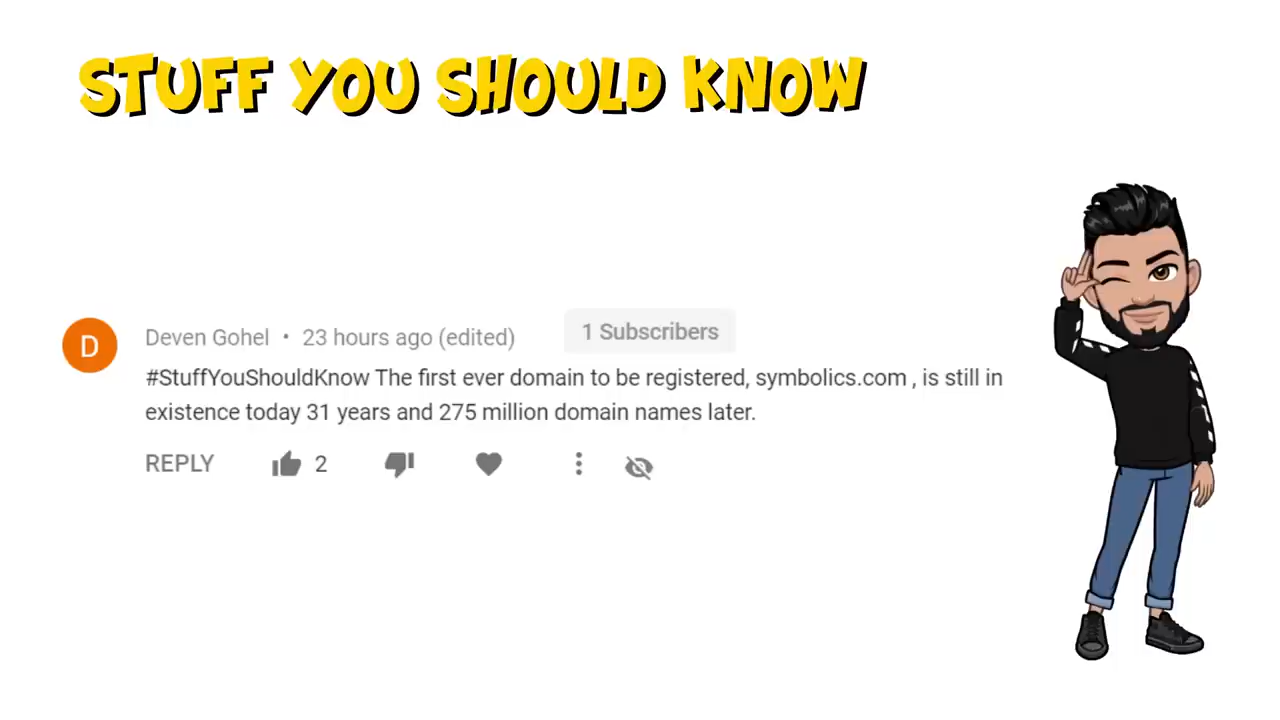 STUFF YOU SHOULD KNOW
D
Deven Gohel • 23 hours ago (edited) 1 Subscribers
#StuffYouShouldKnow The first ever domain to be registered, symbolics.com , is still in
existence today 31 years and 275 million domain names later.
REPLY 2